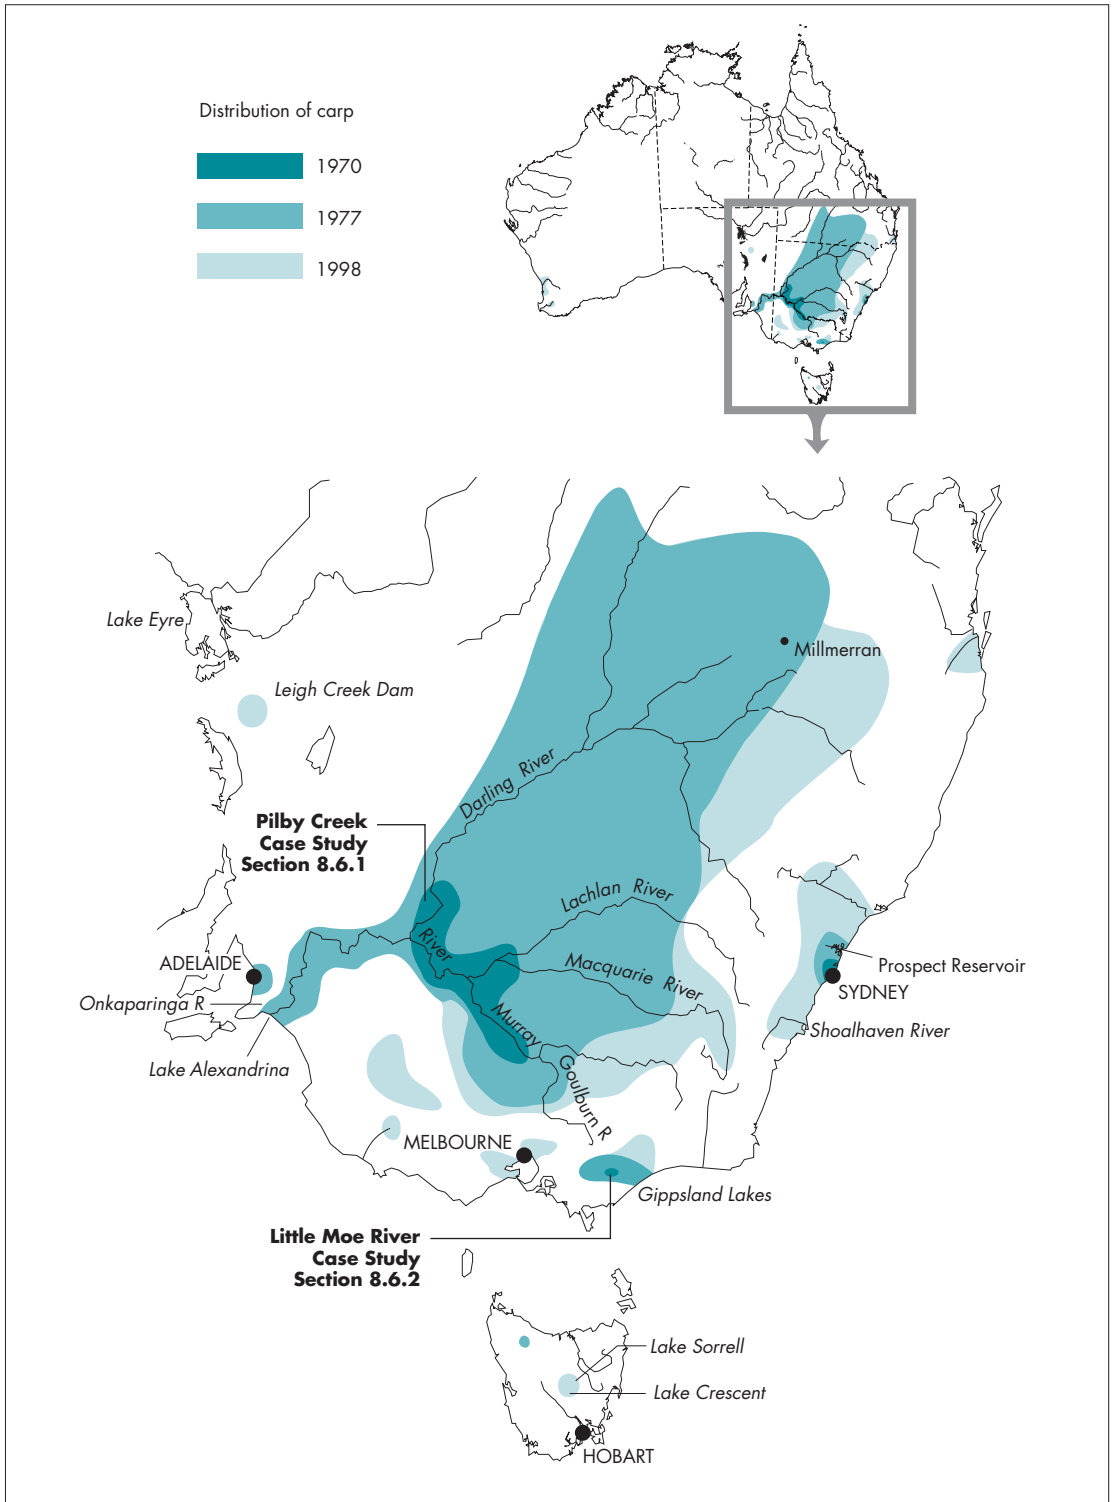 Distribution of carp
1970
1977
1998
Lake Eyre
Millmerran
Leigh Creek Dam
Darling River
Pilby Creek
Case Study
Section 8.6.1
Lachlan River
River
ADELAIDE
Macquarie River
Prospect Reservoir
SYDNEY
Onkaparinga R
Murray
Shoalhaven River
Lake Alexandrina
Goulburn R
MELBOURNE
Gippsland Lakes
Little Moe River
Case Study
Section 8.6.2
Lake Sorrell
Lake Crescent
HOBART